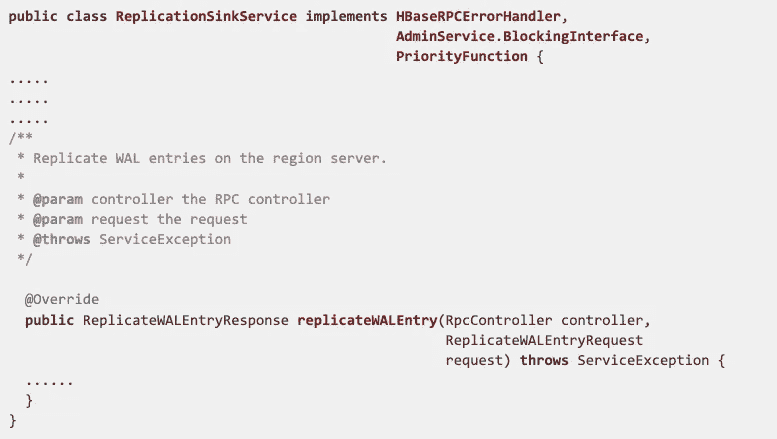 public class ReplicationSinkService implements HBaseRPCErrorHandler,
AdminService.BlockingInterface,
PriorityFunction {
.....
.....
.....
/**
* Replicate WAL entries on the region server.
*
* @param controller the RPC controller
* @param request the request
* @throws ServiceException
*/
@Override
public ReplicateWALEntryResponse replicateWALEntry(RpcController controller,
ReplicateWALEntryRequest
request) throws ServiceException {
......
}
}